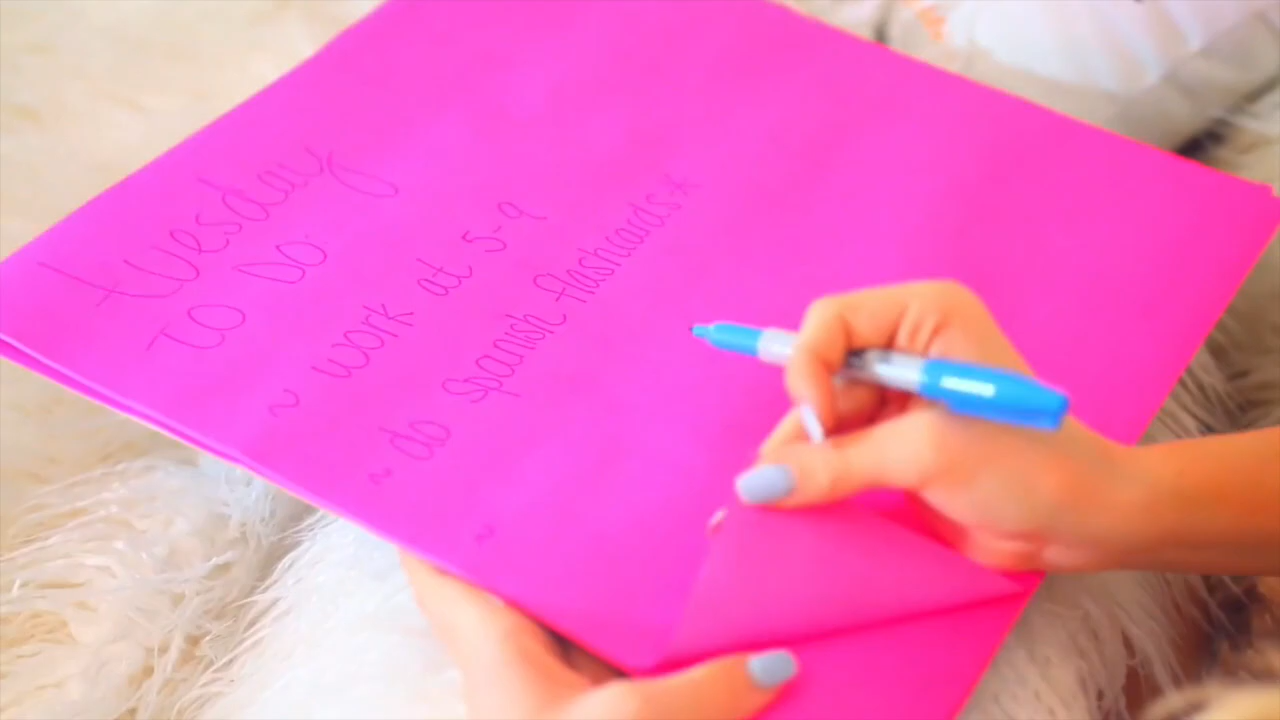 tuesday
TO DO:
~ work at 5-9
~ do Spanish flashcards*
~